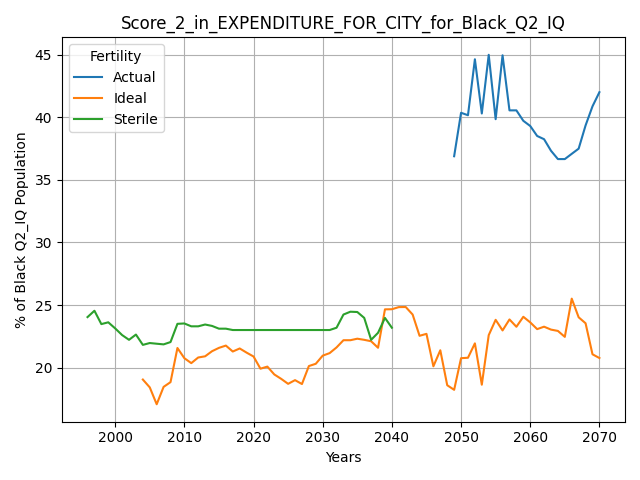 Score_2_in_EXPENDITURE_FOR_CITY_for_Black_Q2_IQ
Fertility
Actual
Ideal
Sterile
% of Black Q2_IQ Population
45
40
35
30
25
20
2000
2010
2020
2030
2040
2050
2060
2070
Years